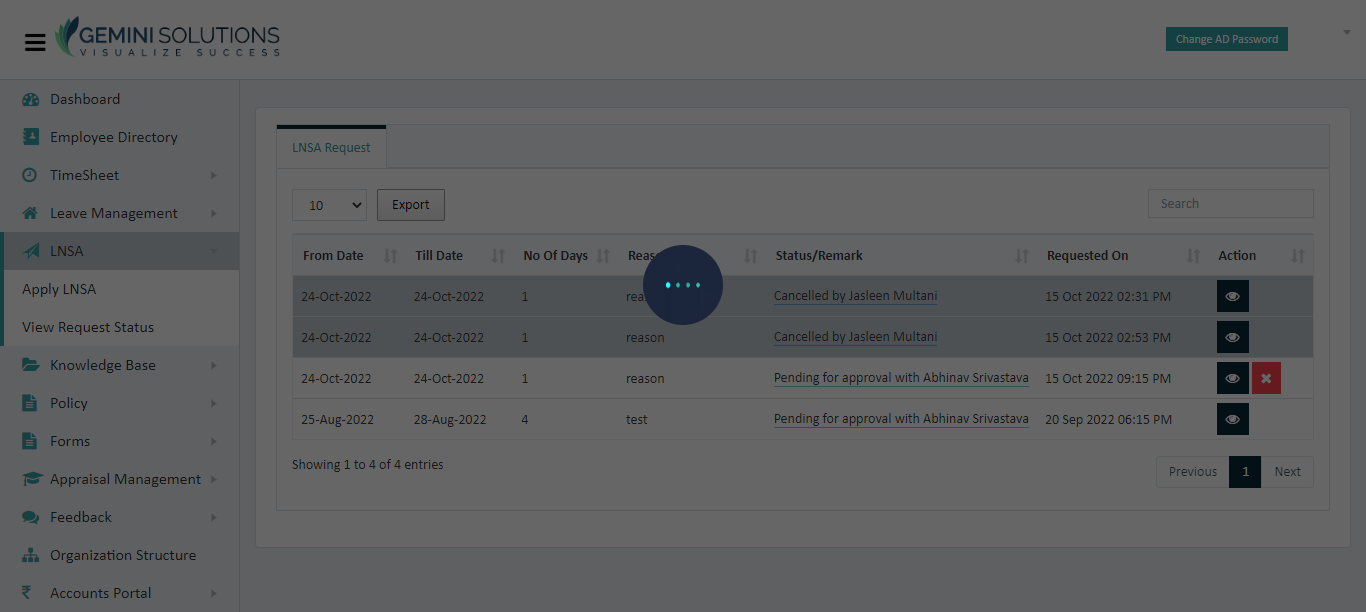 GEMINI SOLUTIONS
VISUALIZE SUCCESS
Change AD Password
Dashboard
Employee Directory
TimeSheet
Leave Management
LNSA
Apply LNSA
View Request Status
Knowledge Base
Policy
Forms
Appraisal Management
Feedback
Organization Structure
Accounts Portal
LNSA Request
10 Export Search
From Date Till Date No Of Days Status/Remark Requested On Action
24-Oct-2022 24-Oct-2022 1 Cancelled by Jasleen Multani 15 Oct 2022 02:31 PM
24-Oct-2022 24-Oct-2022 1 reason Cancelled by Jasleen Multani 15 Oct 2022 02:53 PM
24-Oct-2022 24-Oct-2022 1 reason Pending for approval with Abhinav Srivastava 15 Oct 2022 09:15 PM
25-Aug-2022 28-Aug-2022 4 test Pending for approval with Abhinav Srivastava 20 Sep 2022 06:15 PM
Showing 1 to 4 of 4 entries
Previous 1 Next